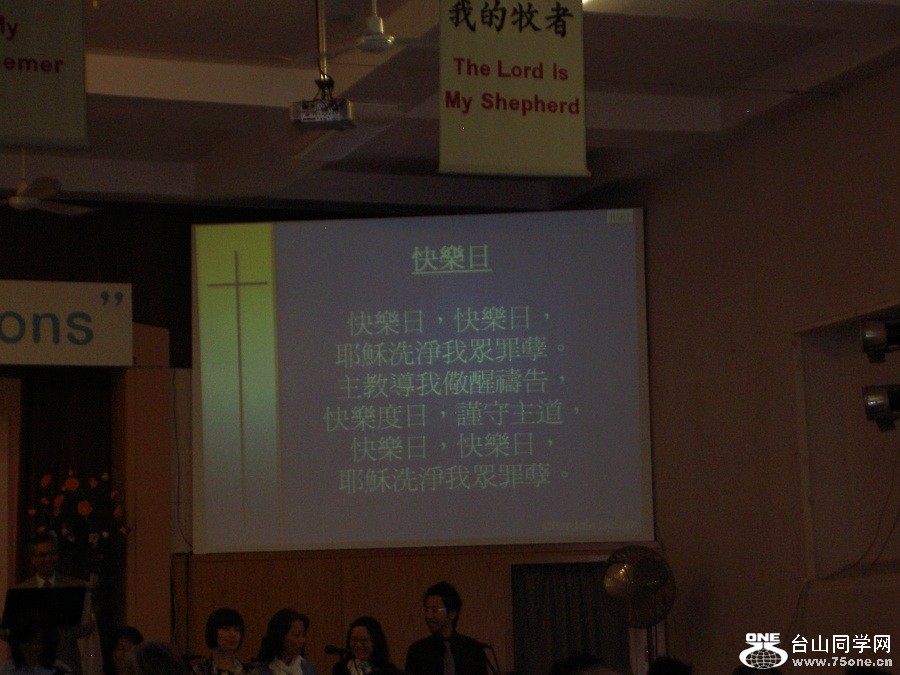 My
emer
我的牧者
The Lord Is
My Shepherd
ons”
快樂日
快樂日，快樂日，
耶穌洗淨我眾罪孽。
主教導我儆醒禱告，
快樂度日，謹守主道，
快樂日，快樂日，
耶穌洗淨我眾罪孽。
ONE
75
台山同学网
www.75one.cn